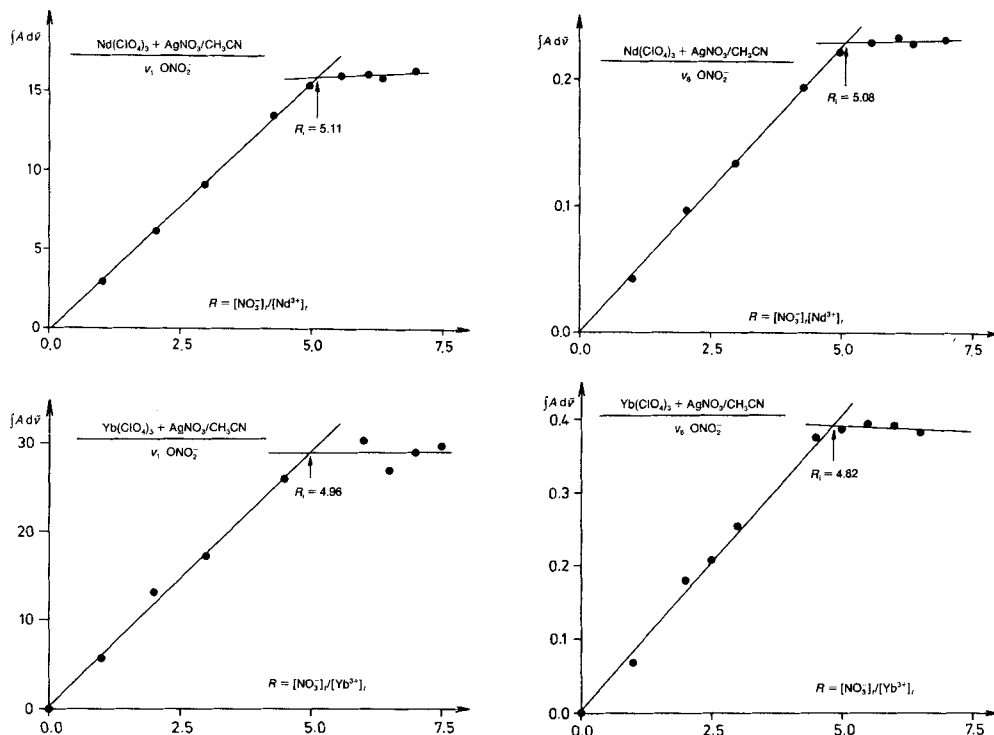 ∫A dν̃
Nd(ClO₄)₃ + AgNO₃/CH₃CN
ν₁ ONO₂⁻
15
10
5
0
Rᵢ = 5.11
R = [NO₃⁻]ₜ/[Nd³⁺]ₜ
0.0 2.5 5.0 7.5
∫A dν̃
Nd(ClO₄)₃ + AgNO₃/CH₃CN
ν₆ ONO₂⁻
0.2
0.1
0.0
Rᵢ = 5.08
R = [NO₃⁻]ₜ[Nd³⁺]ₜ
0.0 2.5 5.0 7.5
∫A dν̃
Yb(ClO₄)₃ + AgNO₃/CH₃CN
ν₁ ONO₂⁻
30
20
10
0
Rᵢ = 4.96
R = [NO₃⁻]ₜ/[Yb³⁺]ₜ
0.0 2.5 5.0 7.5
∫A dν̃
Yb(ClO₄)₃ + AgNO₃/CH₃CN
ν₆ ONO₂⁻
0.4
0.3
0.2
0.1
0.0
Rᵢ = 4.82
R = [NO₃⁻]ₜ/[Yb³⁺]ₜ
0.0 2.5 5.0 7.5